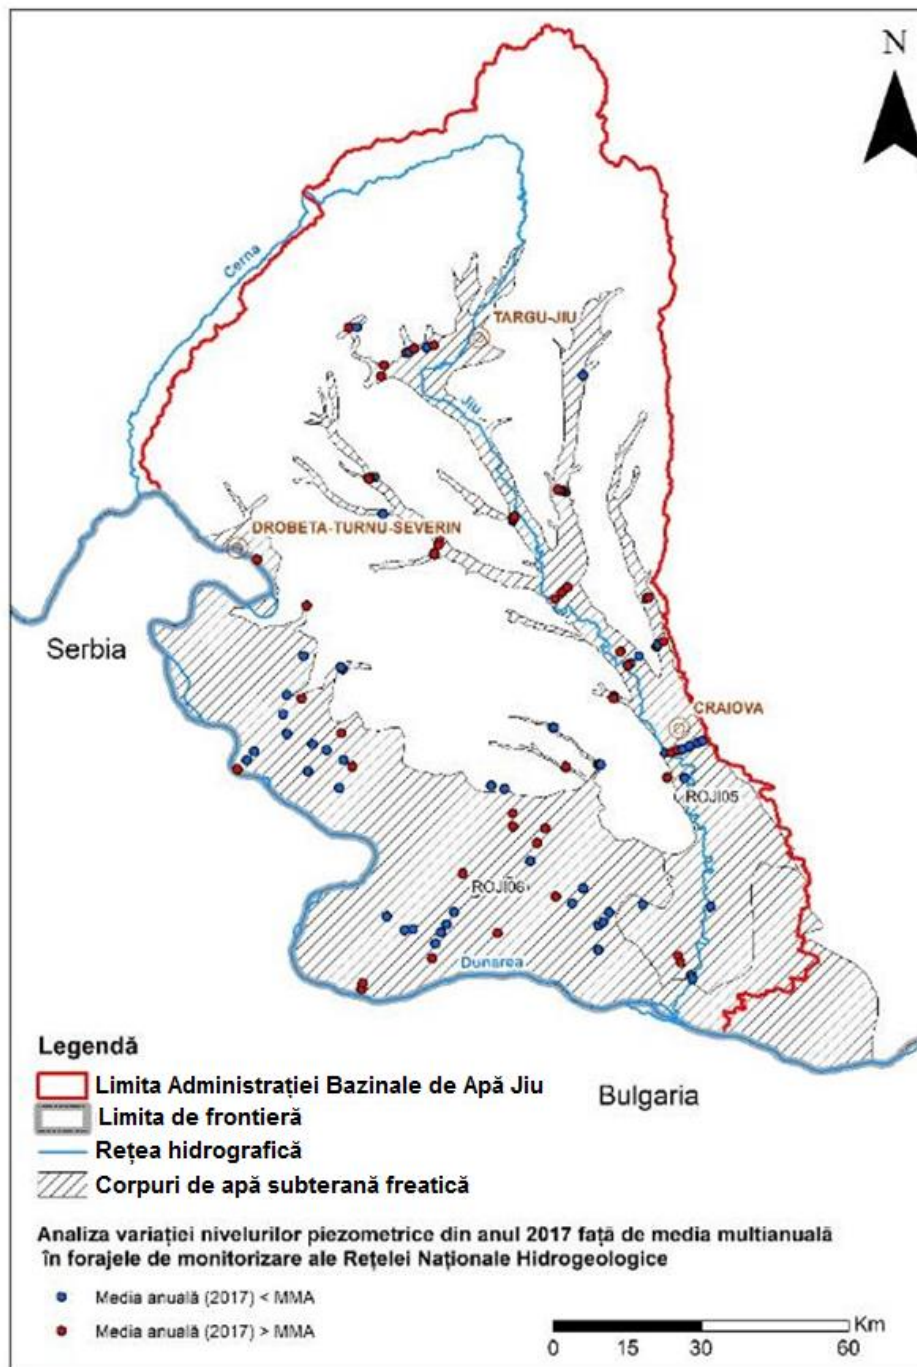 N
Cerna
TARGU-JIU
Jiu
DROBETA-TURNU-SEVERIN
Serbia
CRAIOVA
ROJI05
ROJI06
Dunarea
Legendă
Limita Administrației Bazinale de Apă Jiu
Bulgaria
Limita de frontieră
Rețea hidrografică
Corpuri de apă subterană freatică
Analiza variației nivelurilor piezometrice din anul 2017 față de media multianuală
în forajele de monitorizare ale Rețelei Naționale Hidrogeologice
Media anuală (2017) < MMA
Media anuală (2017) > MMA
Km
0 15 30 60